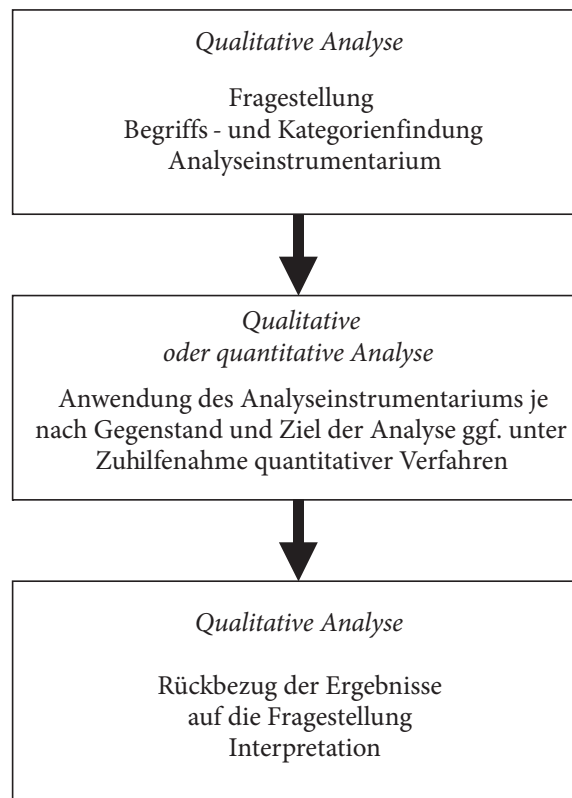 Qualitative Analyse
Fragestellung
Begriffs - und Kategorienfindung
Analyseinstrumentarium
Qualitative
oder quantitative Analyse
Anwendung des Analyseinstrumentariums je
nach Gegenstand und Ziel der Analyse ggf. unter
Zuhilfenahme quantitativer Verfahren
Qualitative Analyse
Rückbezug der Ergebnisse
auf die Fragestellung
Interpretation